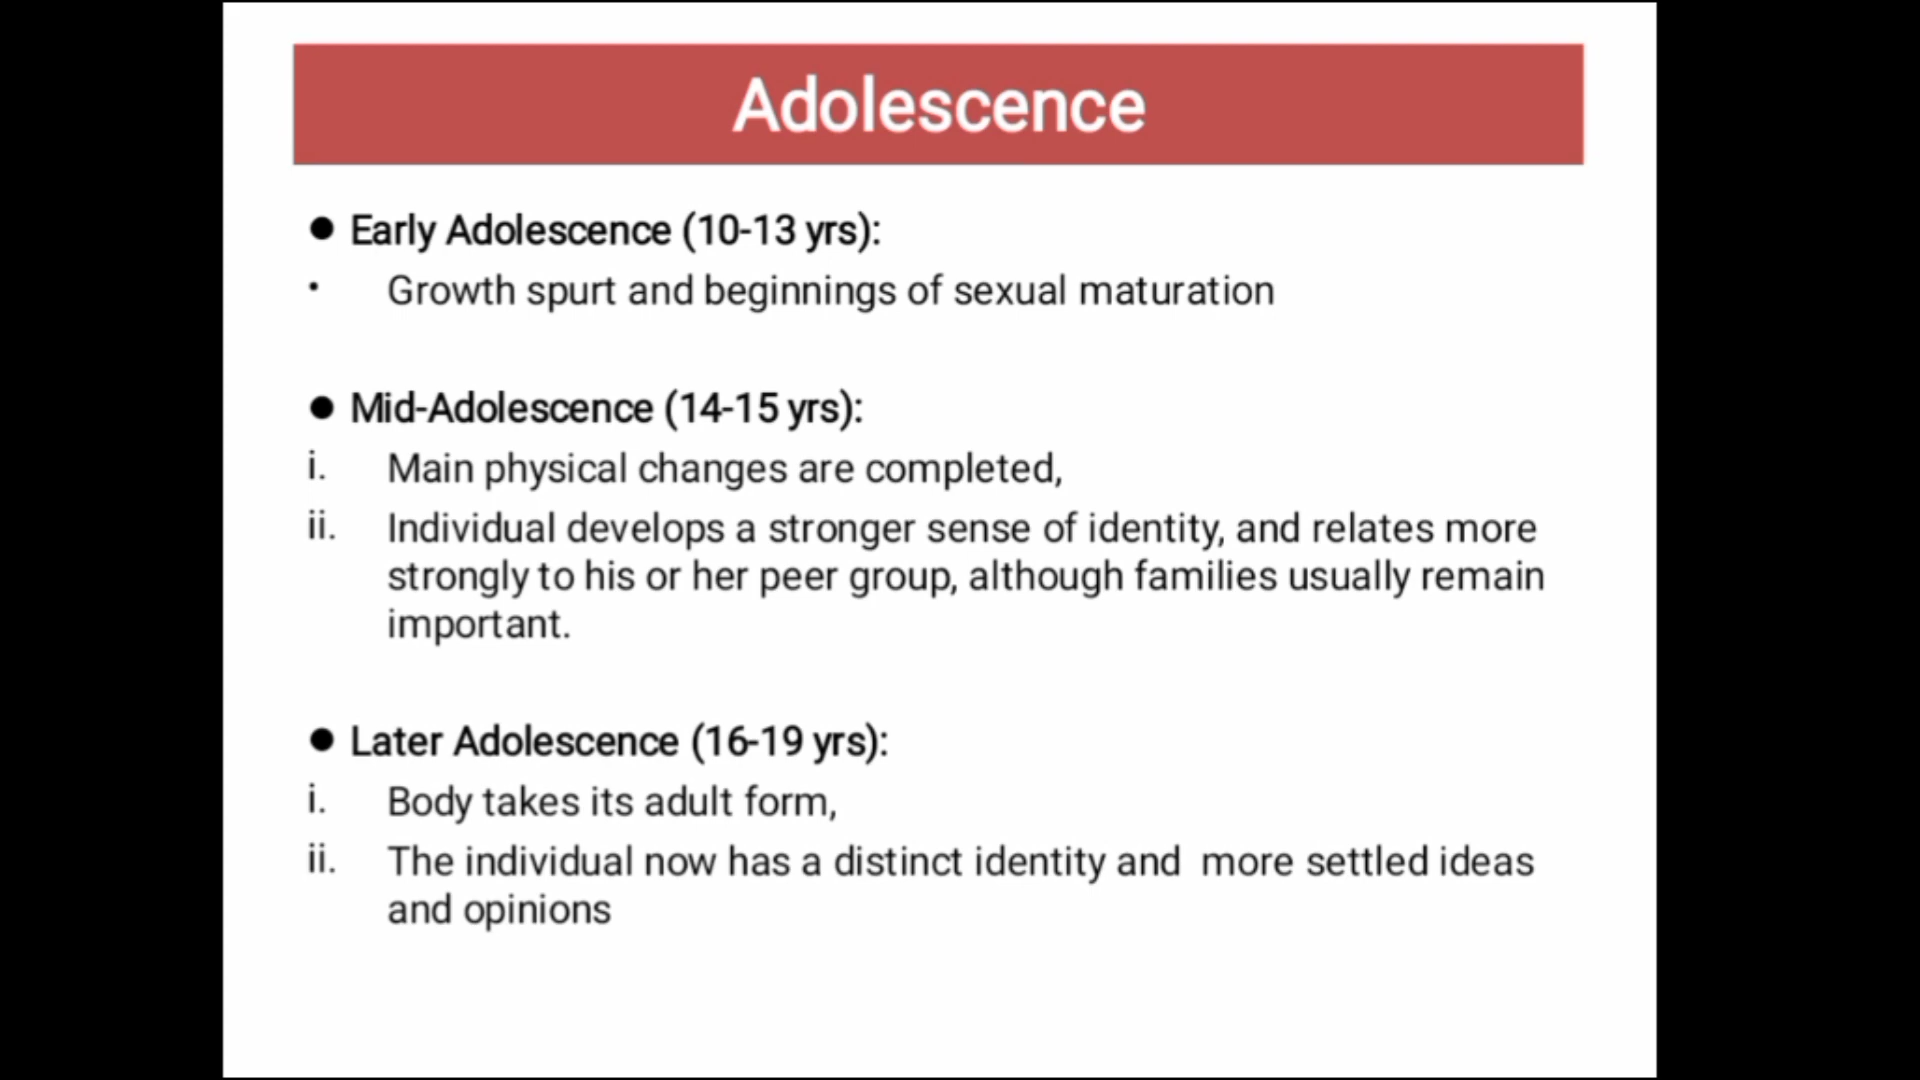 Adolescence
● Early Adolescence (10-13 yrs):
• Growth spurt and beginnings of sexual maturation
● Mid-Adolescence (14-15 yrs):
i. Main physical changes are completed,
ii. Individual develops a stronger sense of identity, and relates more
strongly to his or her peer group, although families usually remain
important.
● Later Adolescence (16-19 yrs):
i. Body takes its adult form,
ii. The individual now has a distinct identity and  more settled ideas
and opinions